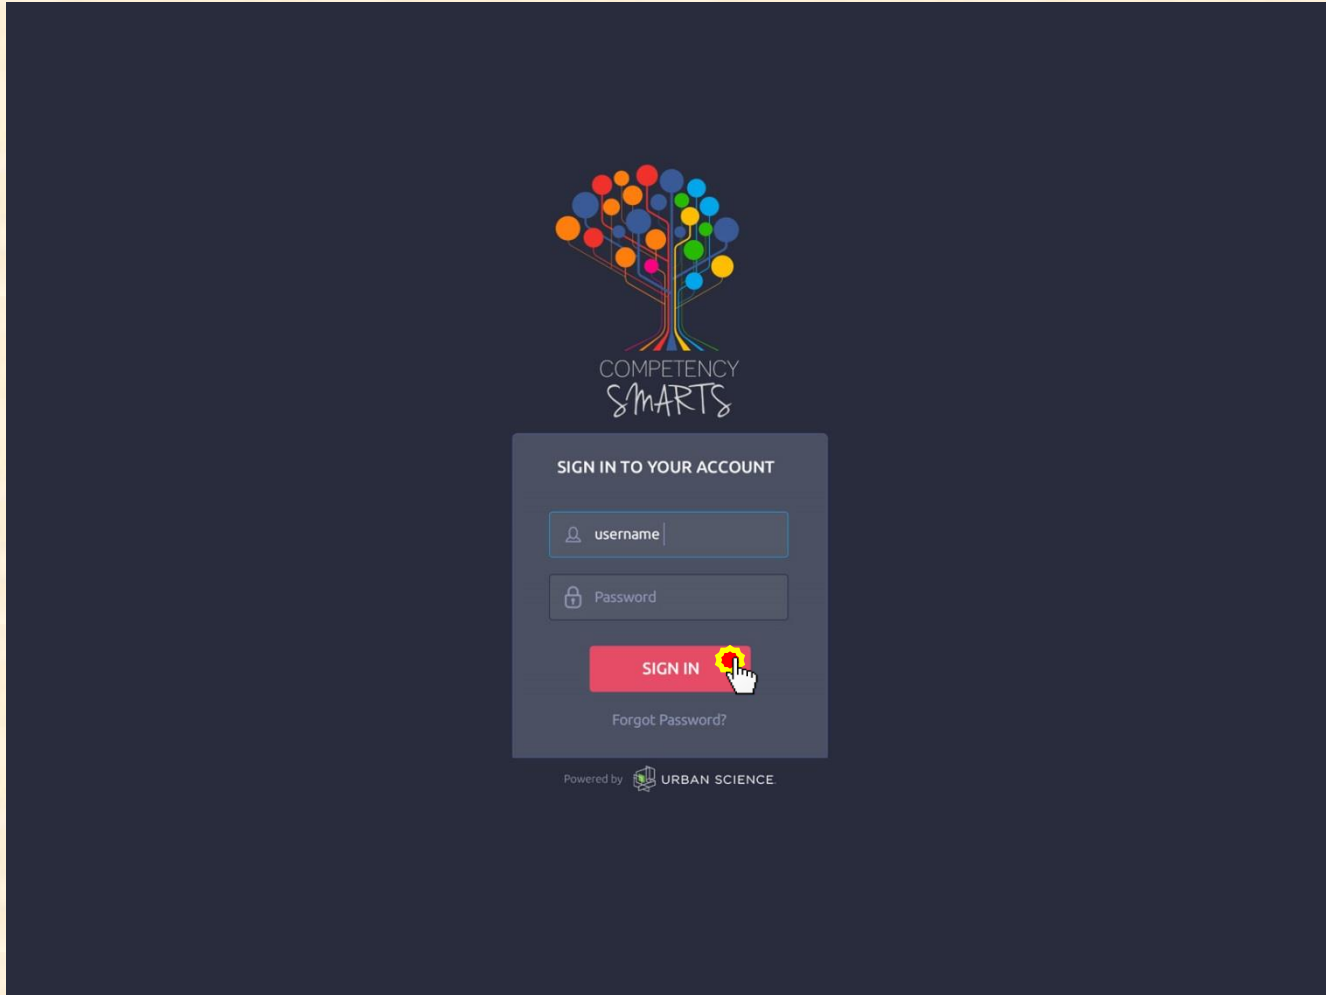 COMPETENCY
SMARTS
SIGN IN TO YOUR ACCOUNT
username
Password
SIGN IN
Forgot Password?
Powered by URBAN SCIENCE.